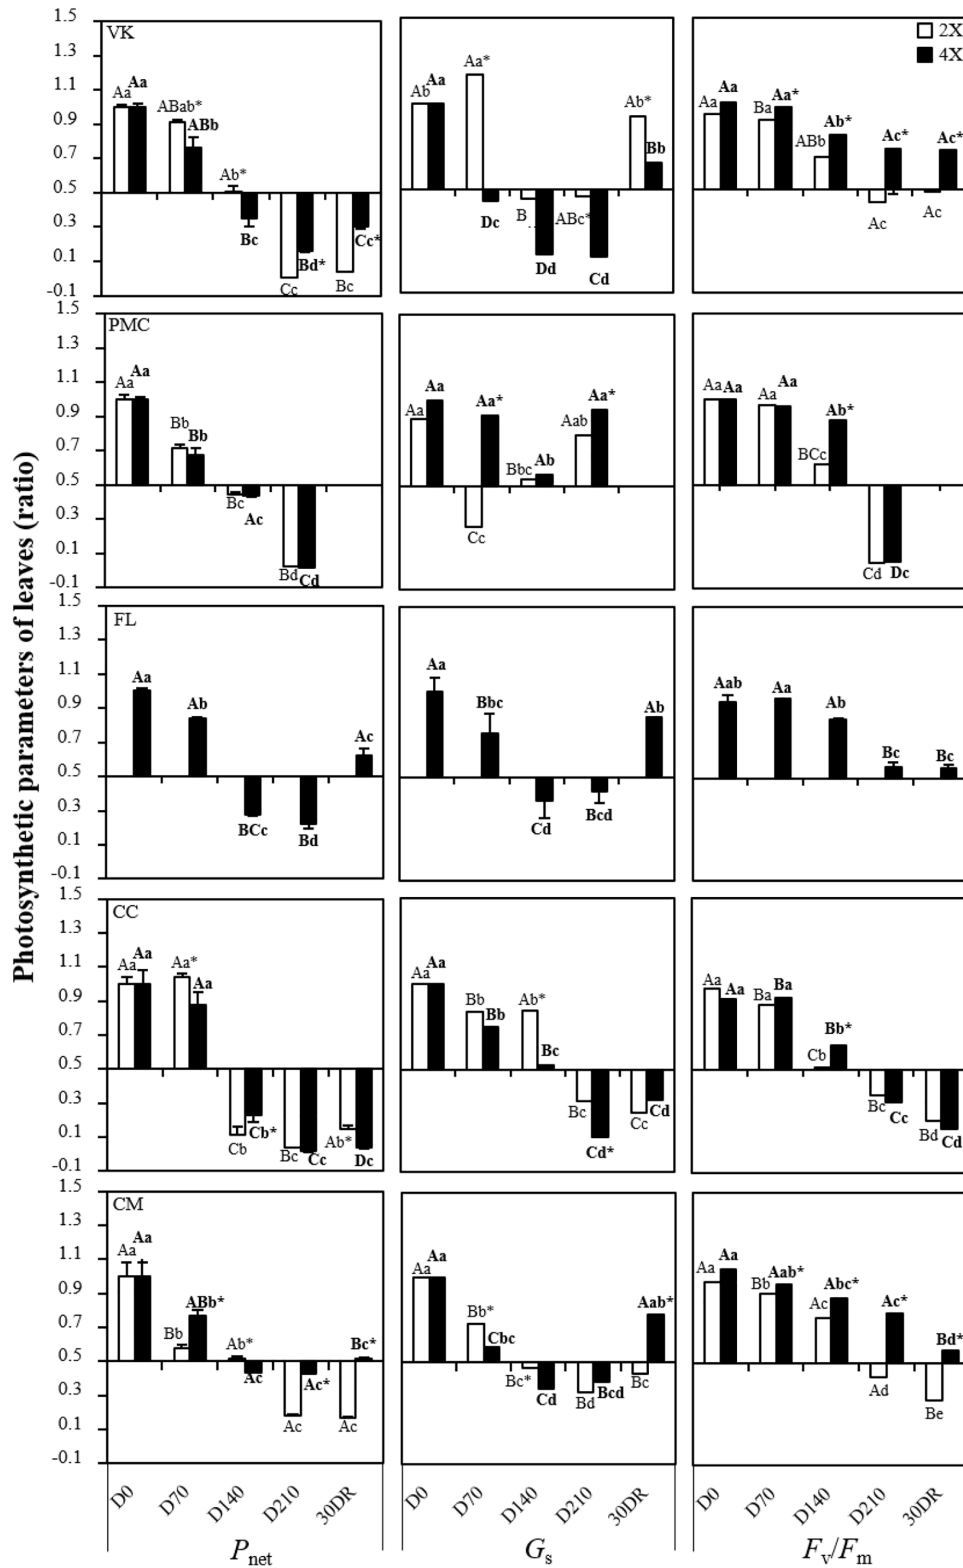 Photosynthetic parameters of leaves (ratio)
2X
4X
VK
1.5
1.3
1.1
0.9
0.7
0.5
0.3
0.1
-0.1
Aa Aa ABab* ABb Ab* Bc Cc Bd* Bc Cc*
Ab Aa Aa* Dc B Dd ABc* Cd Ab* Bb
Aa Aa Ba Aa* ABb Ab* Ac Ac* Ac Ac*
PMC
1.5
1.3
1.1
0.9
0.7
0.5
0.3
0.1
-0.1
Aa Aa Bb Bb Bc Ac Bd Cd
Aa Aa Cc Aa* Bbc Ab Aab Aa*
Aa Aa Aa Aa BCc Ab* Cd Dc
FL
1.5
1.3
1.1
0.9
0.7
0.5
0.3
0.1
-0.1
Aa Ab BCc Bd Ac
Aa Bbc Cd Bcd Ab
Aab Aa Ab Bc Bc
CC
1.5
1.3
1.1
0.9
0.7
0.5
0.3
0.1
-0.1
Aa Aa Aa* Aa Cb Cb* Bc Cc Ab* Dc
Aa Aa Bb Bb Ab* Bc Bc Cd* Cc Cd
Aa Aa Ba Ba Cb Bb* Bc Cc Bd Cd
CM
1.5
1.3
1.1
0.9
0.7
0.5
0.3
0.1
-0.1
Aa Aa Bb ABb* Ab* Ac Ac Ac* Ac Bc*
Aa Aa Bb* Cbc Bc* Cd Bd Bcd Bc Aab*
Aa Aa Bb Aab* Ac Abc* Ad Ac* Be Bd*
D0 D70 D140 D210 30DR
D0 D70 D140 D210 30DR
D0 D70 D140 D210 30DR
Pnet
Gs
Fv/Fm